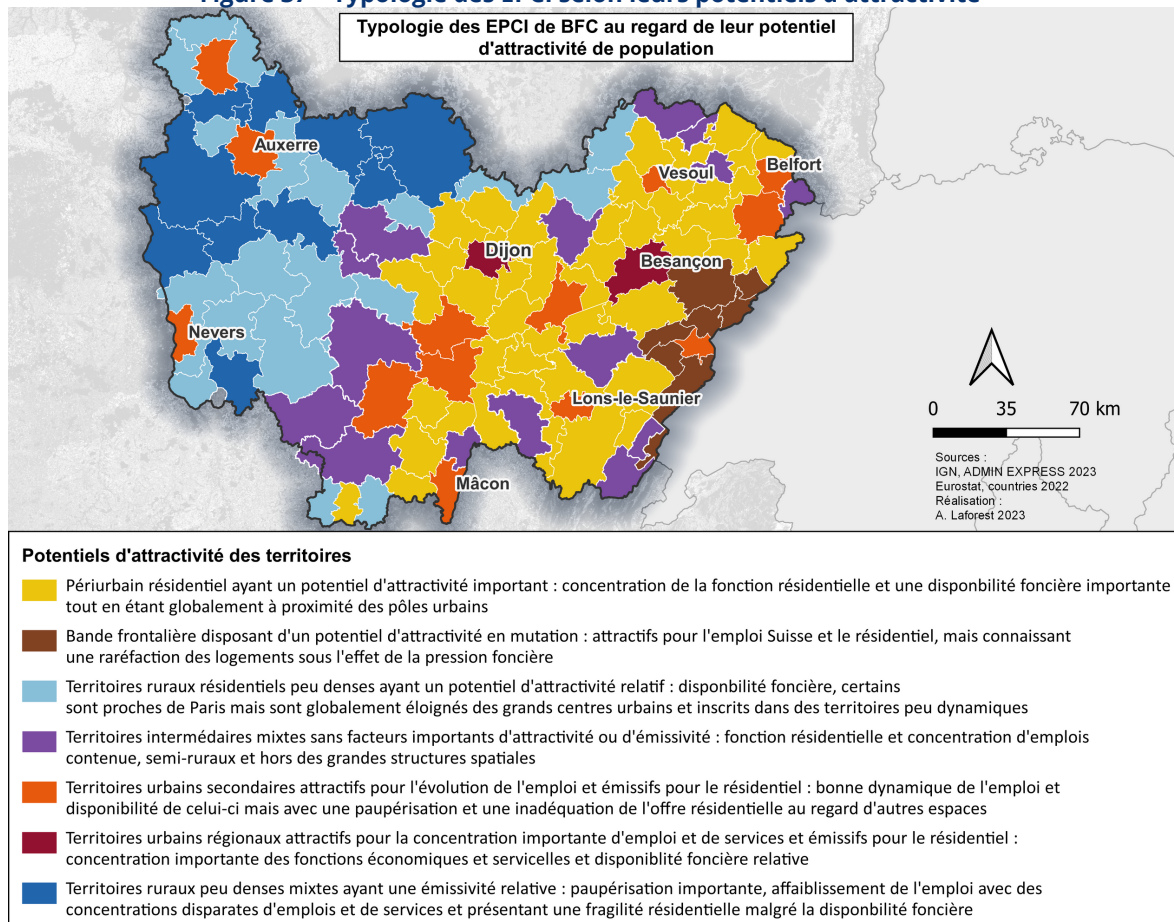 Typologie des EPCI de BFC au regard de leur potentiel
d'attractivité de population
Auxerre
Belfort
Vesoul
Dijon
Besançon
Nevers
Lons-le-Saunier
Mâcon
0 35 70 km
Sources :
IGN, ADMIN EXPRESS 2023
Eurostat, countries 2022
Réalisation :
A. Laforest 2023
Potentiels d'attractivité des territoires
Périurbain résidentiel ayant un potentiel d'attractivité important : concentration de la fonction résidentielle et une disponbilité foncière importante
tout en étant globalement à proximité des pôles urbains
Bande frontalière disposant d'un potentiel d'attractivité en mutation : attractifs pour l'emploi Suisse et le résidentiel, mais connaissant
une raréfaction des logements sous l'effet de la pression foncière
Territoires ruraux résidentiels peu denses ayant un potentiel d'attractivité relatif : disponbilité foncière, certains
sont proches de Paris mais sont globalement éloignés des grands centres urbains et inscrits dans des territoires peu dynamiques
Territoires intermédaires mixtes sans facteurs importants d'attractivité ou d'émissivité : fonction résidentielle et concentration d'emplois
contenue, semi-ruraux et hors des grandes structures spatiales
Territoires urbains secondaires attractifs pour l'évolution de l'emploi et émissifs pour le résidentiel : bonne dynamique de l'emploi et
disponibilité de celui-ci mais avec une paupérisation et une inadéquation de l'offre résidentielle au regard d'autres espaces
Territoires urbains régionaux attractifs pour la concentration importante d'emploi et de services et émissifs pour le résidentiel :
concentration importante des fonctions économiques et servicelles et disponiblité foncière relative
Territoires ruraux peu denses mixtes ayant une émissivité relative : paupérisation importante, affaiblissement de l'emploi avec des
concentrations disparates d'emplois et de services et présentant une fragilité résidentielle malgré la disponbilité foncière